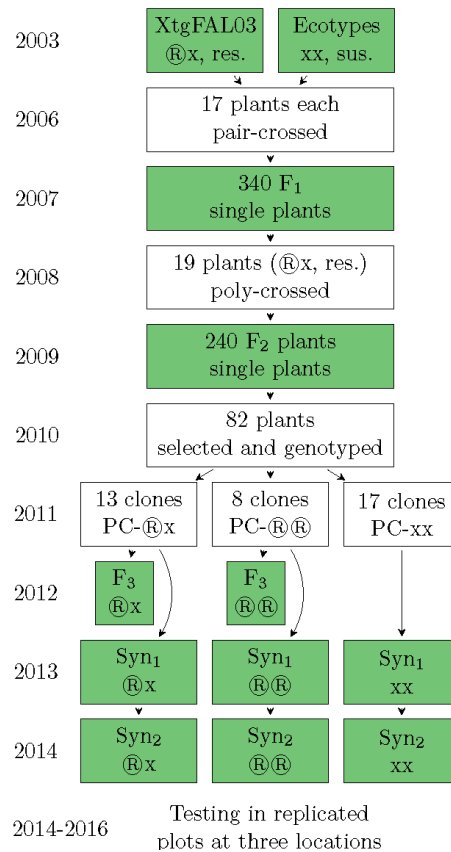 2003
XtgFAL03
Ⓡx, res.
Ecotypes
xx, sus.
2006
17 plants each
pair-crossed
2007
340 F₁
single plants
2008
19 plants (Ⓡx, res.)
poly-crossed
2009
240 F₂ plants
single plants
2010
82 plants
selected and genotyped
2011
13 clones
PC-Ⓡx
8 clones
PC-ⓇⓇ
17 clones
PC-xx
2012
F₃
Ⓡx
F₃
ⓇⓇ
2013
Syn₁
Ⓡx
Syn₁
ⓇⓇ
Syn₁
xx
2014
Syn₂
Ⓡx
Syn₂
ⓇⓇ
Syn₂
xx
2014-2016
Testing in replicated
plots at three locations